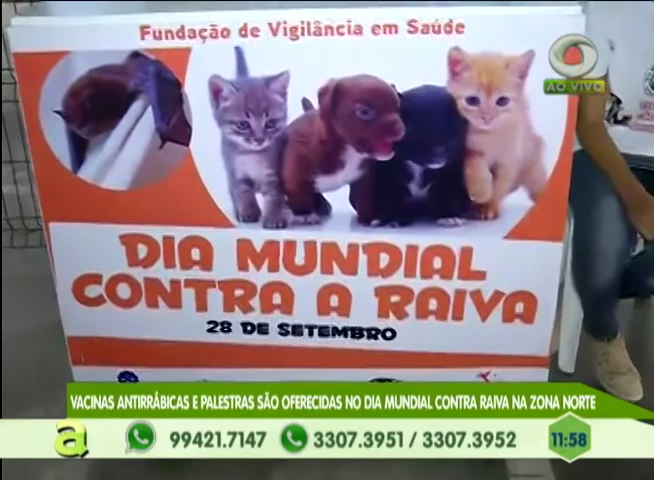 Fundação de Vigilância em Saúde
AO VIVO
DIA MUNDIAL
CONTRA A RAIVA
28 DE SETEMBRO
VACINAS ANTIRRÁBICAS E PALESTRAS SÃO OFERECIDAS NO DIA MUNDIAL CONTRA RAIVA NA ZONA NORTE
a 99421.7147 3307.3951 / 3307.3952 11:58